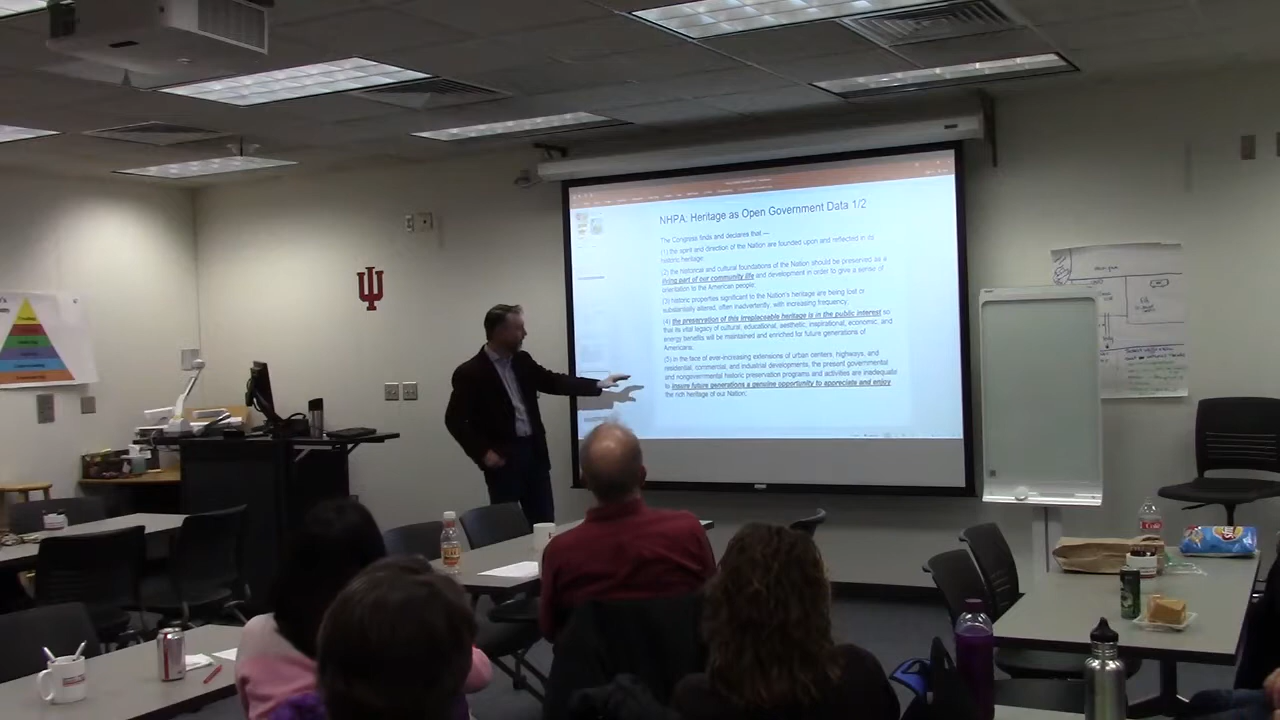 NHPA: Heritage as Open Government Data 1/2
The Congress finds and declares that —
(1) the spirit and direction of the Nation are founded upon and reflected in its
historic heritage;
(2) the historical and cultural foundations of the Nation should be preserved as a
living part of our community life and development in order to give a sense of
orientation to the American people;
(3) historic properties significant to the Nation's heritage are being lost or
substantially altered, often inadvertently, with increasing frequency;
(4) the preservation of this irreplaceable heritage is in the public interest so
that its vital legacy of cultural, educational, aesthetic, inspirational, economic, and
energy benefits will be maintained and enriched for future generations of
Americans;
(5) in the face of ever-increasing extensions of urban centers, highways, and
residential, commercial, and industrial developments, the present governmental
and nongovernmental historic preservation programs and activities are inadequate
to insure future generations a genuine opportunity to appreciate and enjoy
the rich heritage of our Nation;